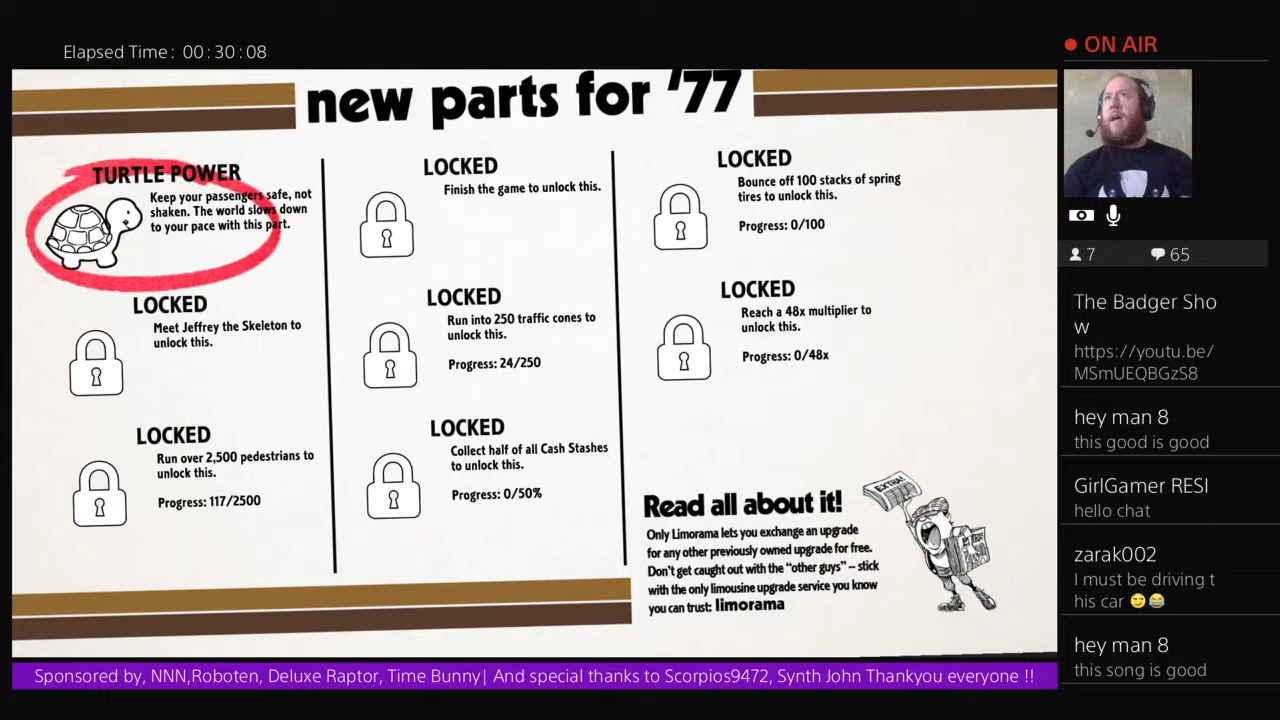 Elapsed Time: 00:30:08
ON AIR
new parts for '77
TURTLE POWER
Keep your passengers safe, not
shaken. The world slows down
to your pace with this part.
LOCKED
Meet Jeffrey the Skeleton to
unlock this.
LOCKED
Run over 2,500 pedestrians to
unlock this.
Progress: 117/2500
LOCKED
Finish the game to unlock this.
LOCKED
Run into 250 traffic cones to
unlock this.
Progress: 24/250
LOCKED
Collect half of all Cash Stashes
to unlock this.
Progress: 0/50%
LOCKED
Bounce off 100 stacks of spring
tires to unlock this.
Progress: 0/100
LOCKED
Reach a 48x multiplier to
unlock this.
Progress: 0/48x
Read all about it!
Only Limorama lets you exchange an upgrade
for any other previously owned upgrade for free.
Don't get caught out with the "other guys" – stick
with the only limousine upgrade service you know
you can trust: limorama
EXTRA!
7 65
The Badger Sho
w
https://youtu.be/
MSmUEQBGzS8
hey man 8
this good is good
GirlGamer RESI
hello chat
zarak002
I must be driving t
his car 😏😂
hey man 8
this song is good
Sponsored by, NNN,Roboten, Deluxe Raptor, Time Bunny| And special thanks to Scorpios9472, Synth John Thankyou everyone !!